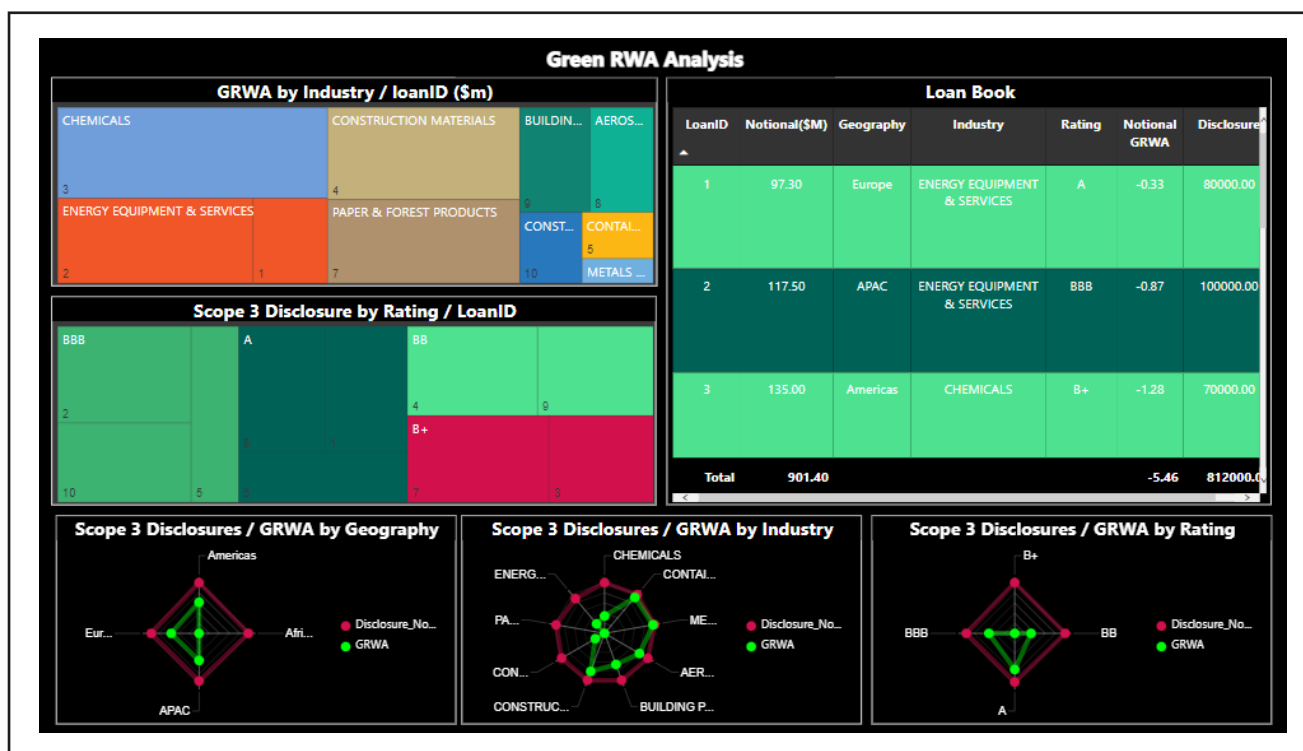 Green RWA Analysis
GRWA by Industry / loanID ($m)
CHEMICALS
3
CONSTRUCTION MATERIALS
4
BUILDIN...
9
AEROS...
8
ENERGY EQUIPMENT & SERVICES
2
1
PAPER & FOREST PRODUCTS
7
CONST...
10
CONTAI...
5
METALS ...
Scope 3 Disclosure by Rating / LoanID
BBB
2
10
5
A
1
BB
4
9
B+
7
3
Loan Book
LoanID Notional($M) Geography Industry Rating Notional Disclosure
GRWA
1 97.30 Europe ENERGY EQUIPMENT A -0.33 80000.00
& SERVICES
2 117.50 APAC ENERGY EQUIPMENT BBB -0.87 100000.00
& SERVICES
3 135.00 Americas CHEMICALS B+ -1.28 70000.00
Total 901.40 -5.46 812000.0
Scope 3 Disclosures / GRWA by Geography
Americas
Eur...
Afri...
APAC
Disclosure_No...
GRWA
Scope 3 Disclosures / GRWA by Industry
CHEMICALS
ENERG...
CONTAI...
PA...
ME...
CON...
AER...
CONSTRUC...
BUILDING P...
Disclosure_No...
GRWA
Scope 3 Disclosures / GRWA by Rating
B+
BBB
BB
A
Disclosure_No...
GRWA